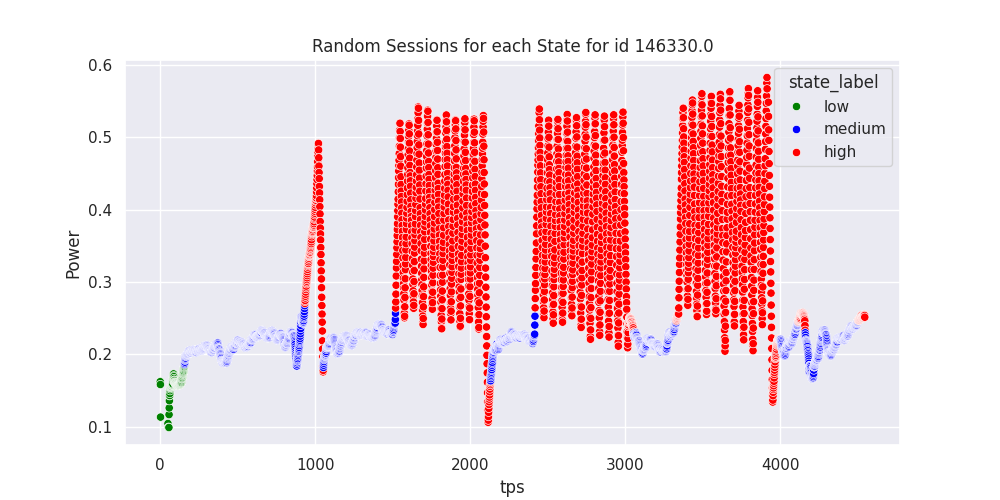 Random Sessions for each State for id 146330.0
0.6
0.5
0.4
0.3
0.2
0.1
Power
state_label
low
medium
high
0 1000 2000 3000 4000
tps